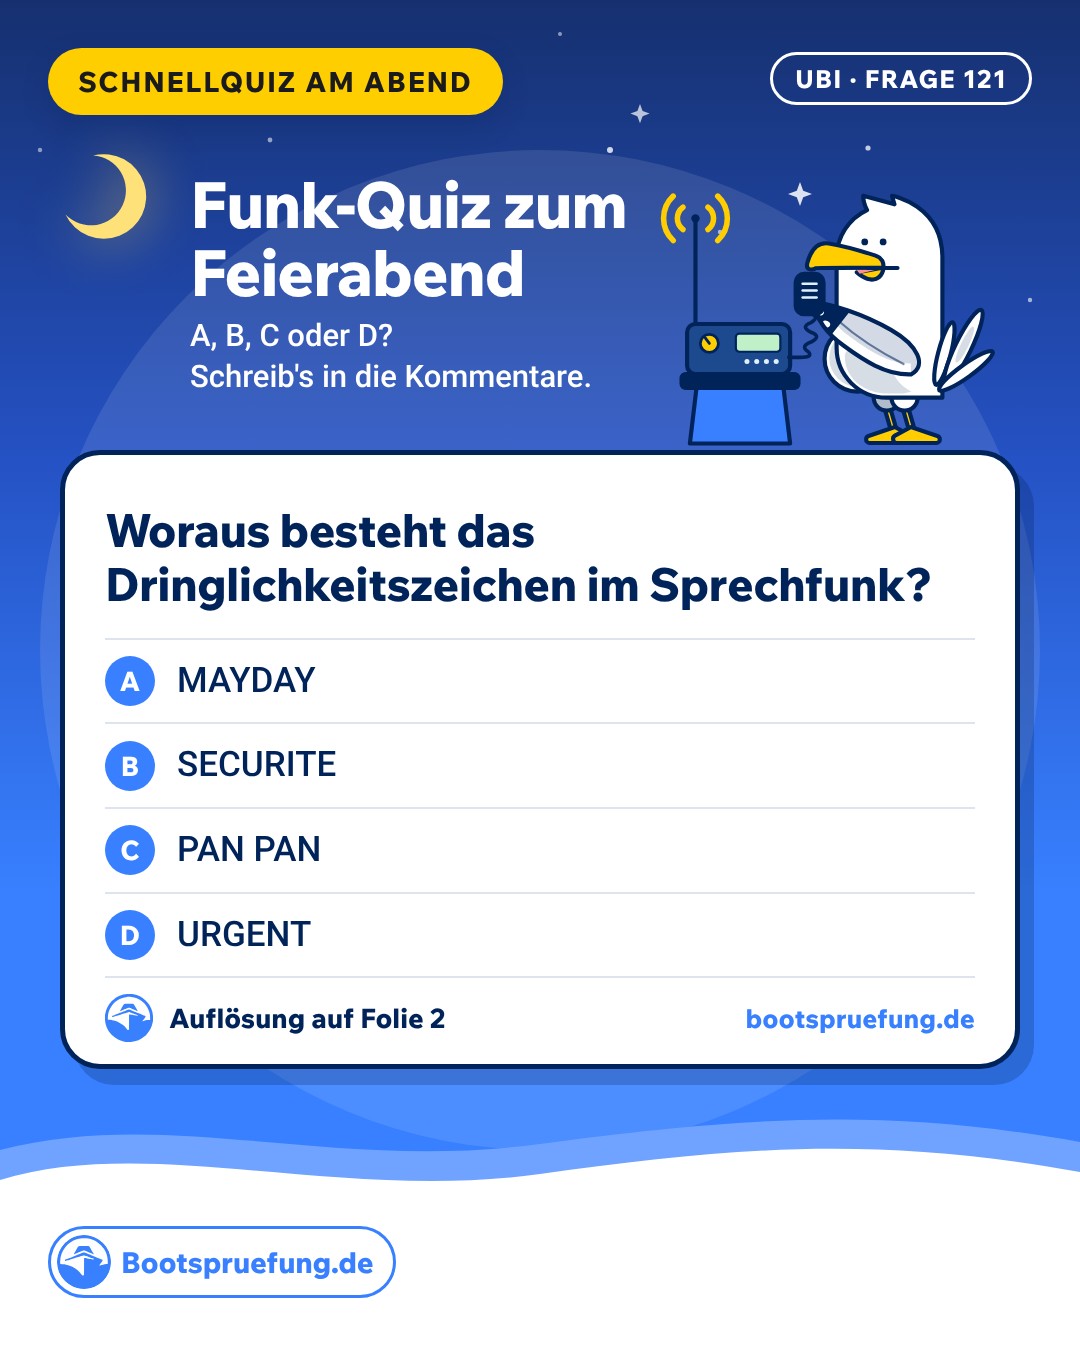 SCHNELLQUIZ AM ABEND
UBI · FRAGE 121
Funk-Quiz zum
Feierabend
A, B, C oder D?
Schreib's in die Kommentare.
Woraus besteht das
Dringlichkeitszeichen im Sprechfunk?
A MAYDAY
B SECURITE
C PAN PAN
D URGENT
Auflösung auf Folie 2
bootspruefung.de
Bootspruefung.de